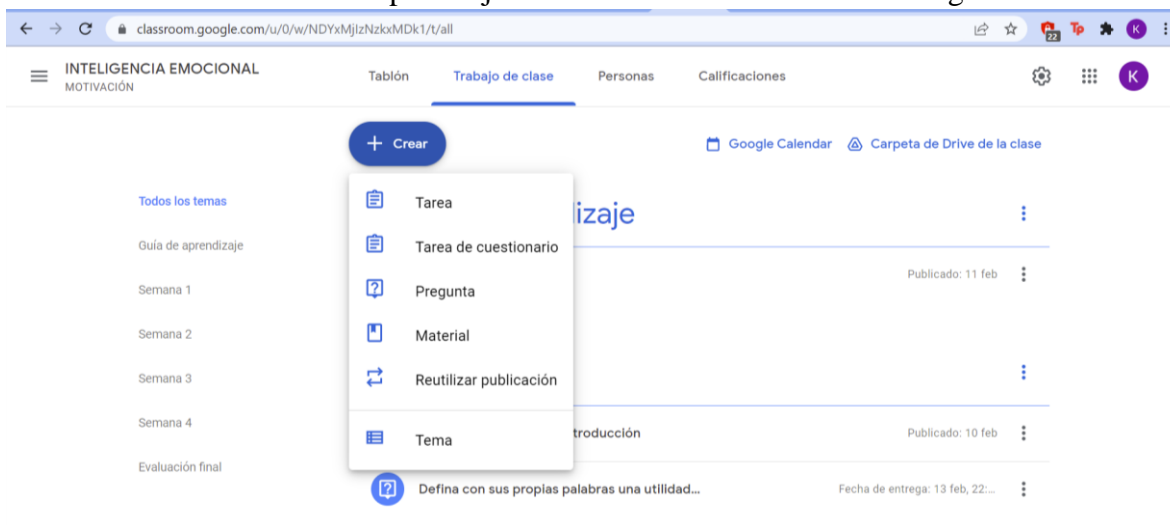 classroom.google.com/u/0/w/NDYxMjIzNzkxMDk1/t/all
22
Tp
K
INTELIGENCIA EMOCIONAL
MOTIVACIÓN
Tablón
Trabajo de clase
Personas
Calificaciones
K
Crear
Google Calendar
Carpeta de Drive de la clase
Todos los temas
Guía de aprendizaje
Semana 1
Semana 2
Semana 3
Semana 4
Evaluación final
Tarea
Tarea de cuestionario
Pregunta
Material
Reutilizar publicación
Tema
izaje
Publicado: 11 feb
troducción
Publicado: 10 feb
Defina con sus propias palabras una utilidad...
Fecha de entrega: 13 feb, 22:...